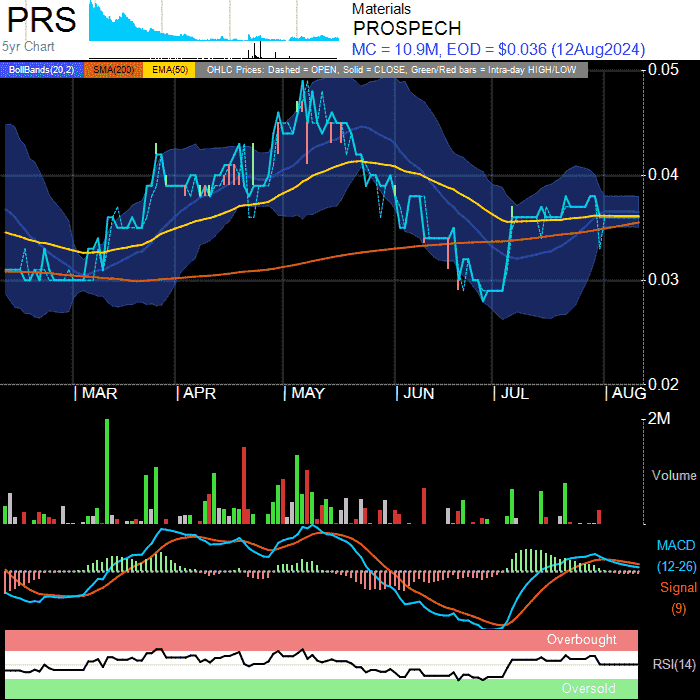 PRS
5yr Chart
Materials
PROSPECH
MC = 10.9M, EOD = $0.036 (12Aug2024)
BollBands(20,2) SMA(200) EMA(50) OHLC Prices: Dashed = OPEN, Solid = CLOSE, Green/Red bars = Intra-day HIGH/LOW
0.05
0.04
0.03
0.02
MAR APR MAY JUN JUL AUG
2M
Volume
MACD
(12-26)
Signal
(9)
Overbought
RSI(14)
Oversold